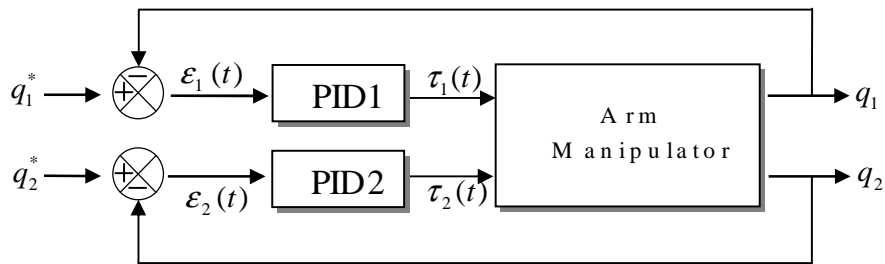 q₁* + − ε₁(t) PID1 τ₁(t) q₁
Arm
Manipulator
q₂* + − ε₂(t) PID2 τ₂(t) q₂